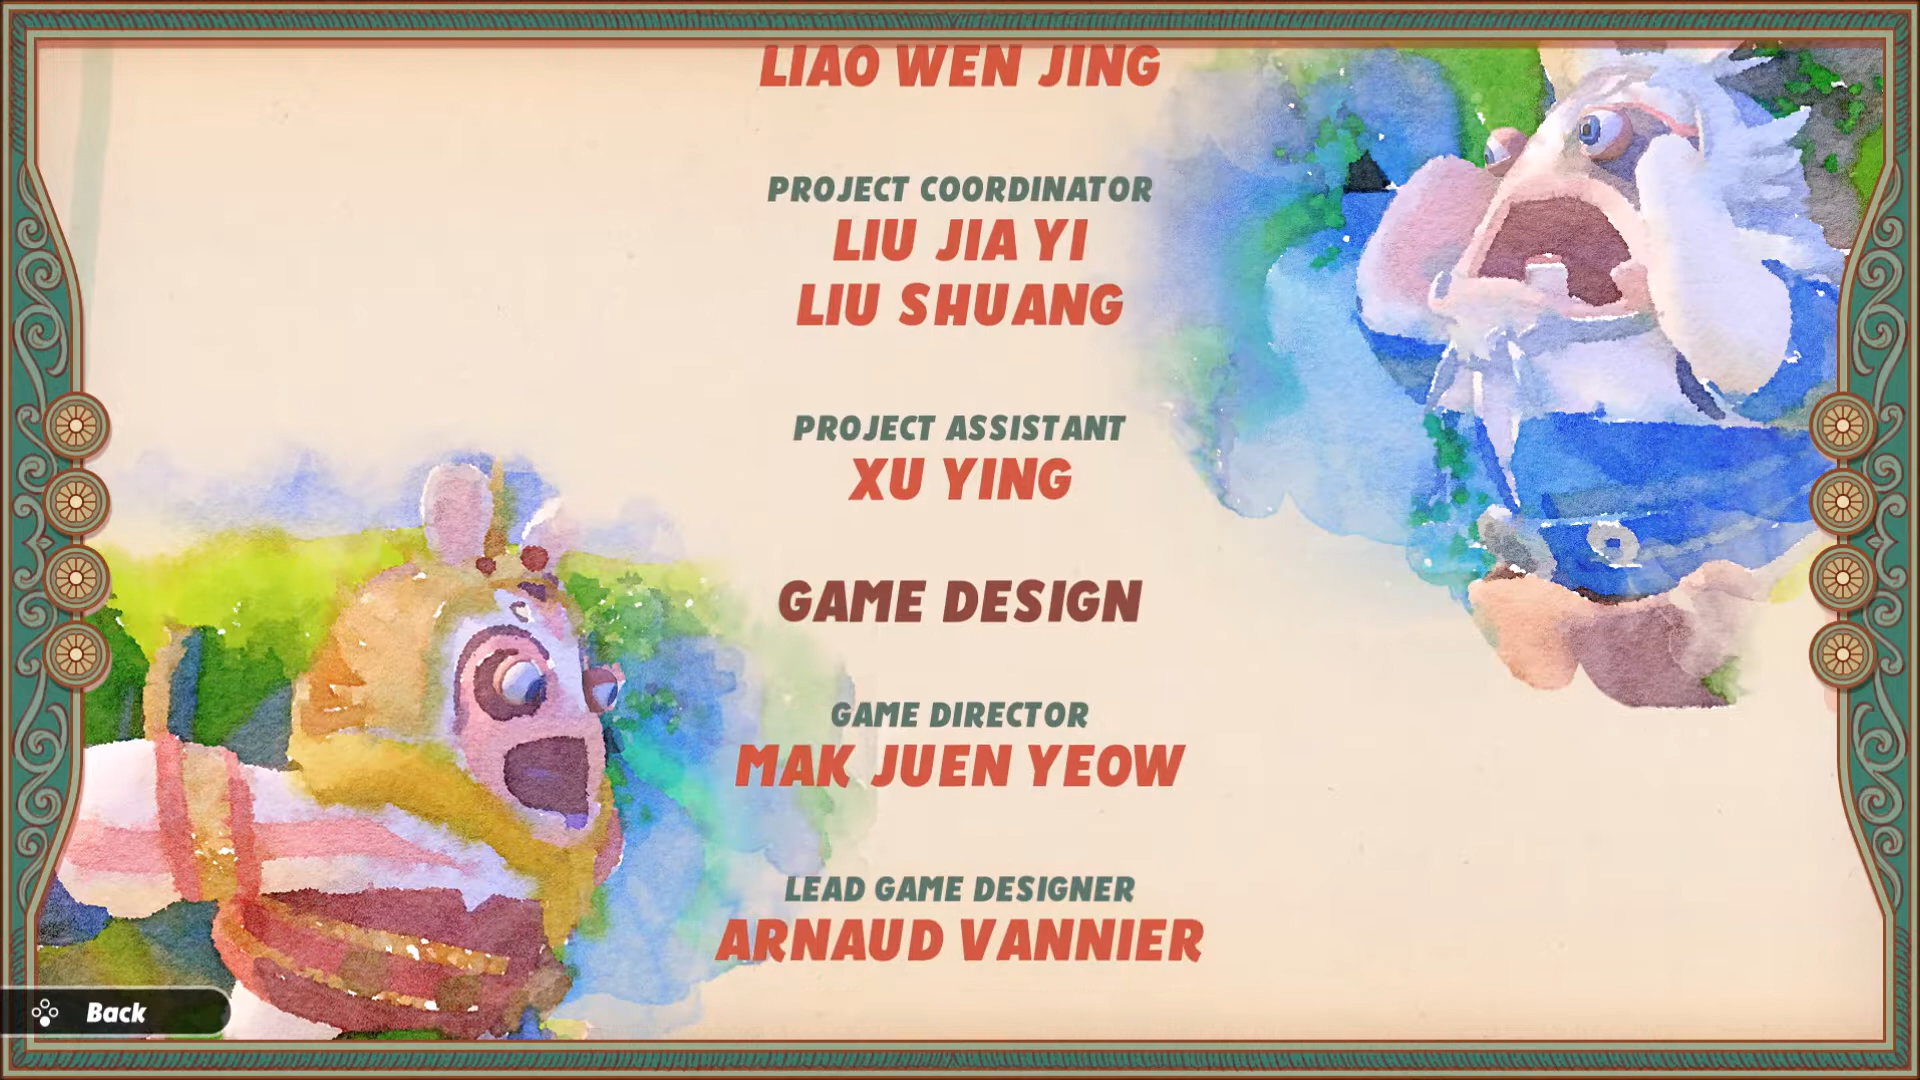 LIAO WEN JING
PROJECT COORDINATOR
LIU JIA YI
LIU SHUANG
PROJECT ASSISTANT
XU YING
GAME DESIGN
GAME DIRECTOR
MAK JUEN YEOW
LEAD GAME DESIGNER
ARNAUD VANNIER
Back